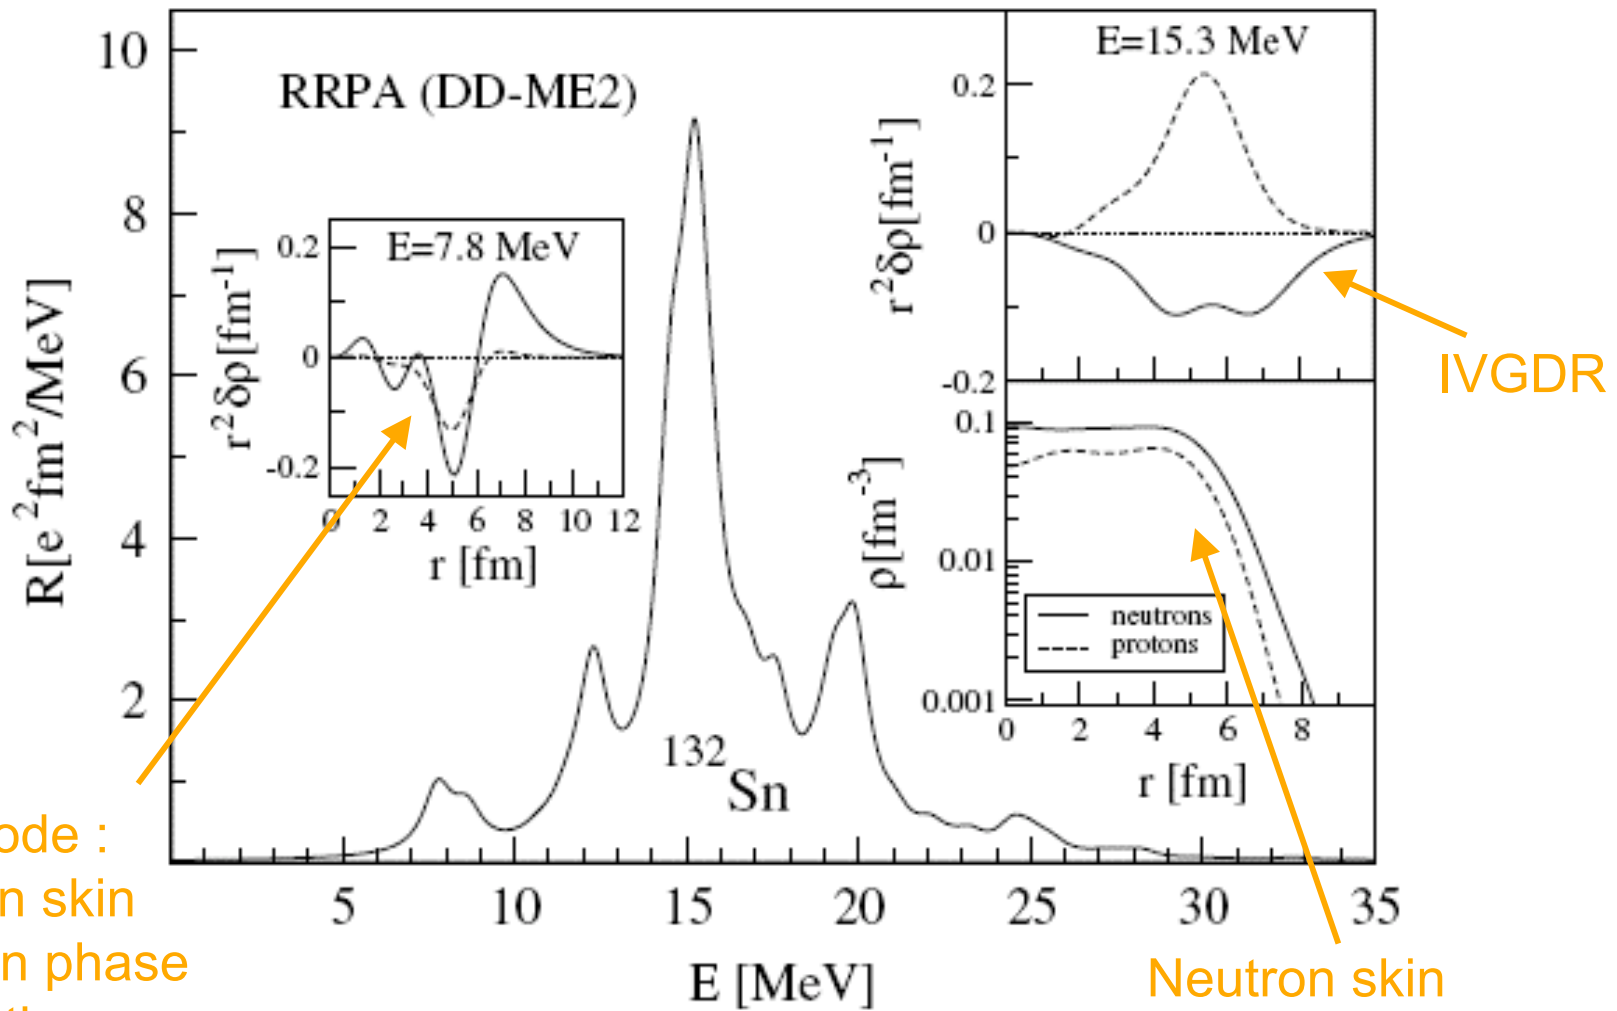 RRPA (DD-ME2)
R[e²fm²/MeV]
10
8
6
4
2
5
10
15
20
25
30
35
E [MeV]
¹³²Sn
E=7.8 MeV
r²δρ[fm⁻¹]
0.2
0
-0.2
0
2
4
6
8
10
12
r [fm]
E=15.3 MeV
r²δρ[fm⁻¹]
0.2
0
-0.2
ρ[fm⁻³]
0.1
0.01
0.001
neutrons
protons
0
2
4
6
8
r [fm]
IVGDR
Neutron skin
ode :
n skin
n phase